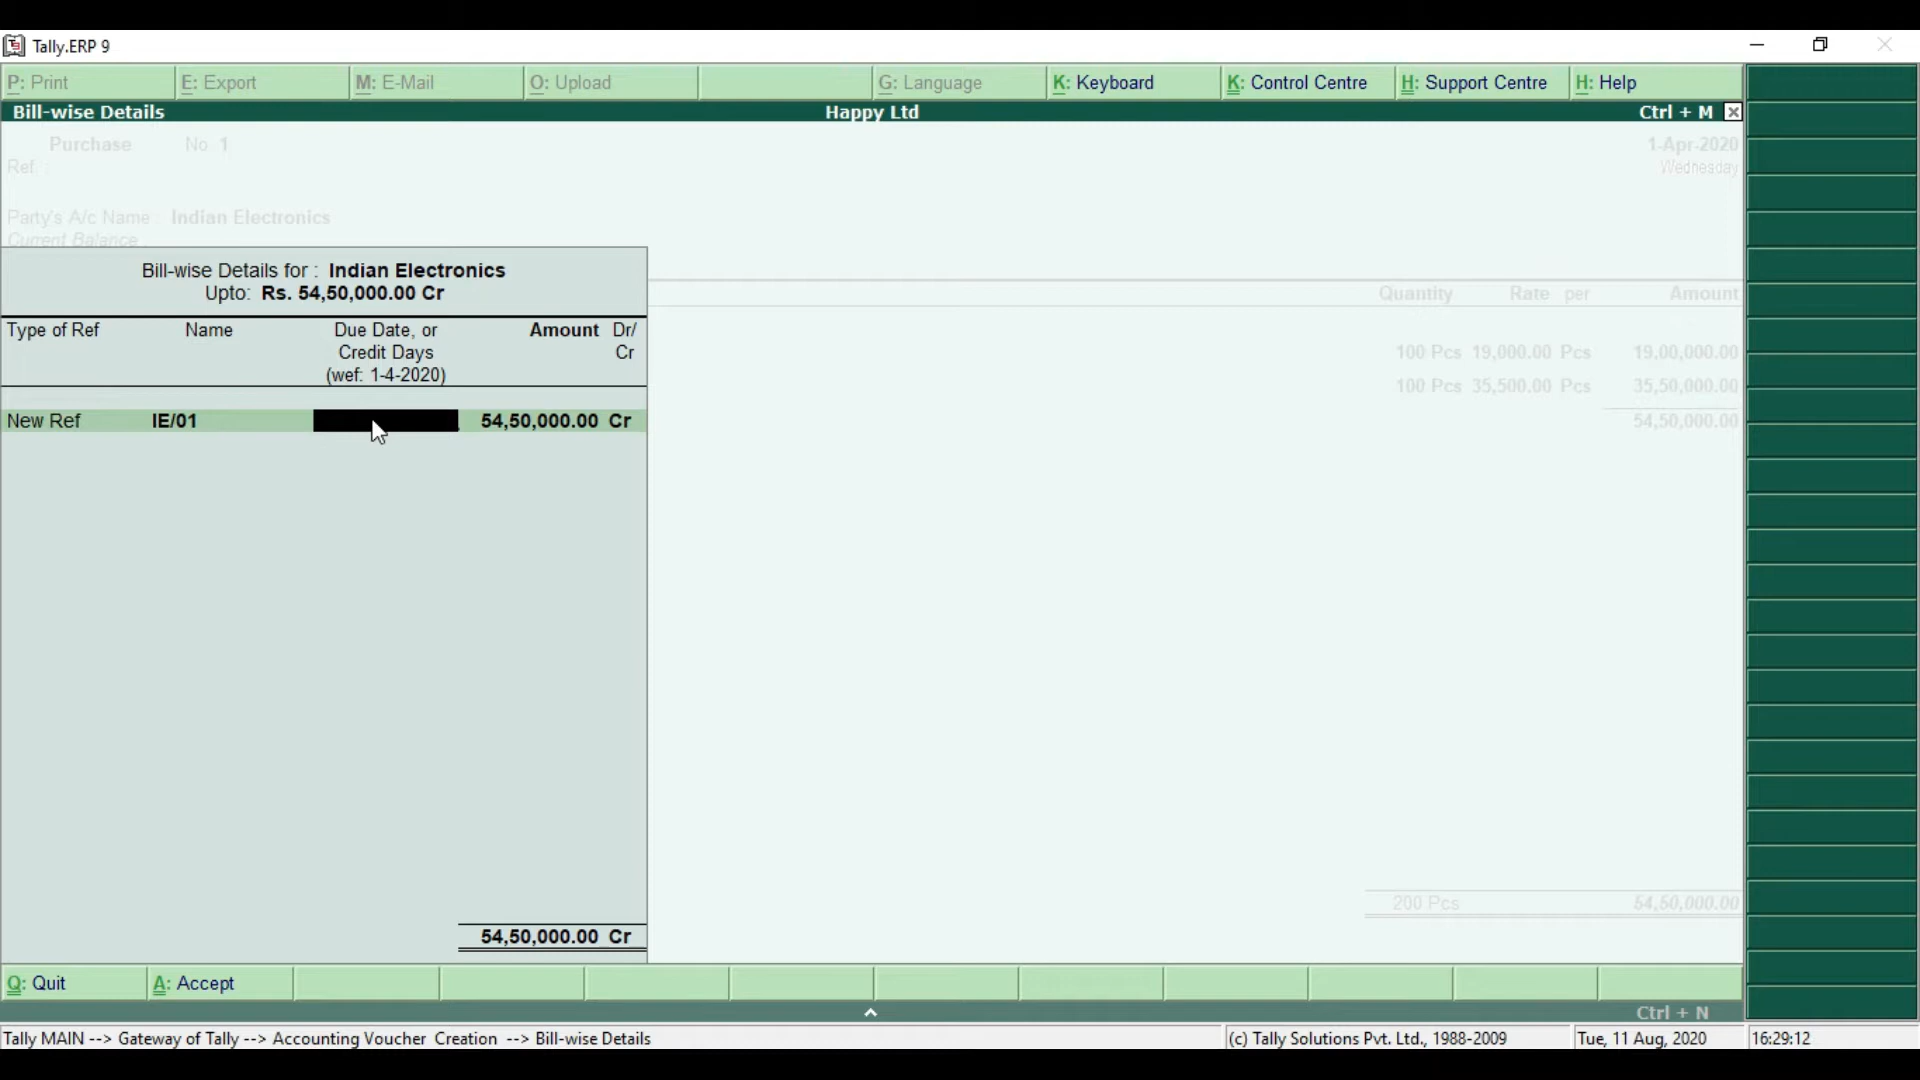 Tally.ERP 9
P: Print E: Export M: E-Mail O: Upload G: Language K: Keyboard K: Control Centre H: Support Centre H: Help
Bill-wise Details Happy Ltd Ctrl + M
Purchase No. 1 1-Apr-2020
Ref. : Wednesday
Party's A/c Name : Indian Electronics
Current Balance :
Bill-wise Details for : Indian Electronics
Upto: Rs. 54,50,000.00 Cr
Quantity Rate per Amount
Type of Ref Name Due Date, or Amount Dr/
Credit Days Cr
(wef: 1-4-2020)
100 Pcs 19,000.00 Pcs 19,00,000.00
100 Pcs 35,500.00 Pcs 35,50,000.00
New Ref IE/01 54,50,000.00 Cr
54,50,000.00
200 Pcs 54,50,000.00
54,50,000.00 Cr
Q: Quit A: Accept
Ctrl + N
Tally MAIN --> Gateway of Tally --> Accounting Voucher Creation --> Bill-wise Details (c) Tally Solutions Pvt. Ltd., 1988-2009 Tue, 11 Aug, 2020 16:29:12